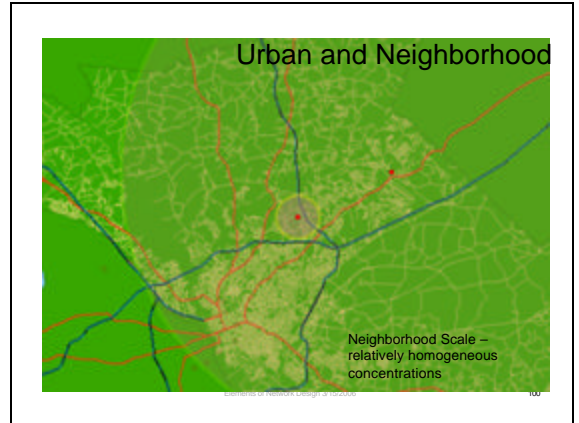 Urban and Neighborhood
Neighborhood Scale –
relatively homogeneous
concentrations
Elements of Network Design 3/15/2006
100